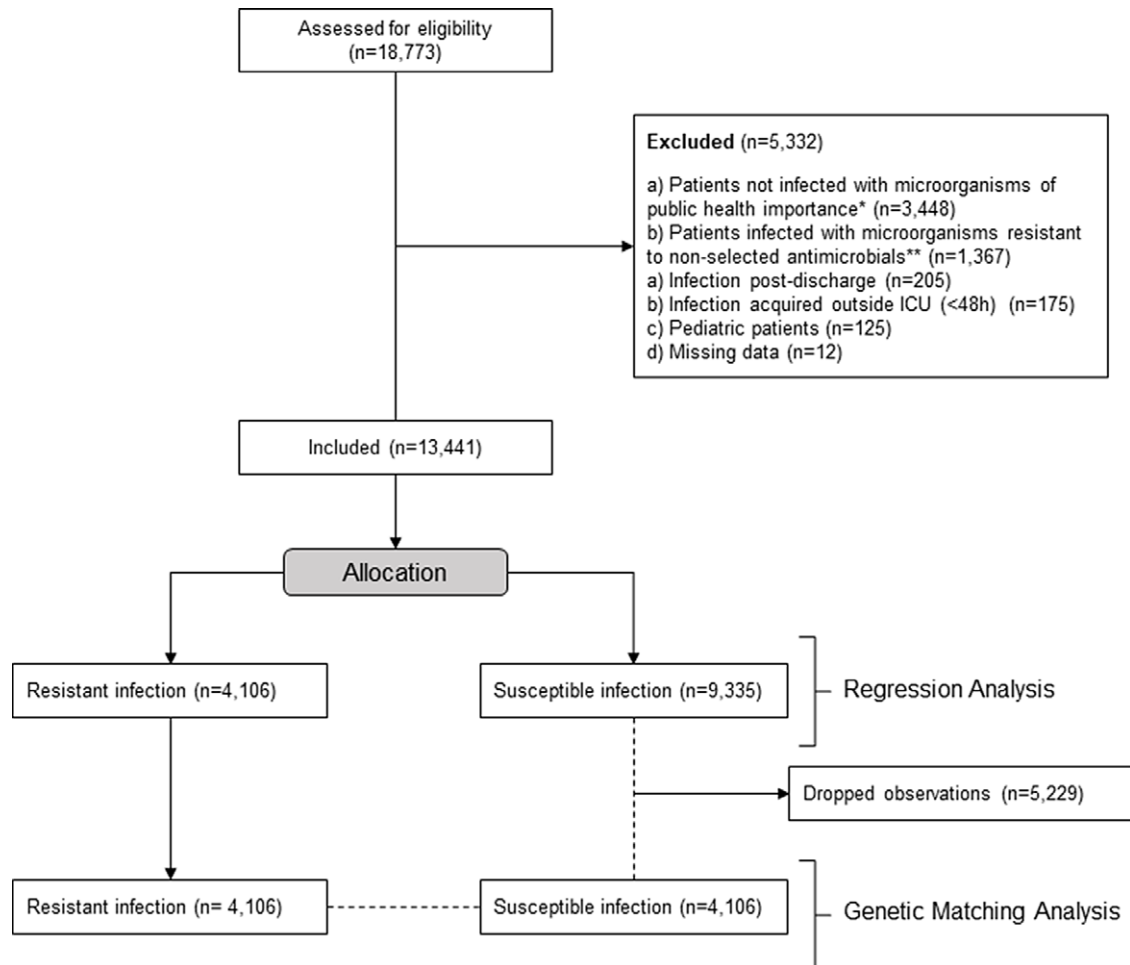 Assessed for eligibility
(n=18,773)
Excluded (n=5,332)
a) Patients not infected with microorganisms of
public health importance* (n=3,448)
b) Patients infected with microorganisms resistant
to non-selected antimicrobials** (n=1,367)
a) Infection post-discharge (n=205)
b) Infection acquired outside ICU (<48h) (n=175)
c) Pediatric patients (n=125)
d) Missing data (n=12)
Included (n=13,441)
Allocation
Resistant infection (n=4,106)
Susceptible infection (n=9,335)
Regression Analysis
Dropped observations (n=5,229)
Resistant infection (n= 4,106)
Susceptible infection (n=4,106)
Genetic Matching Analysis